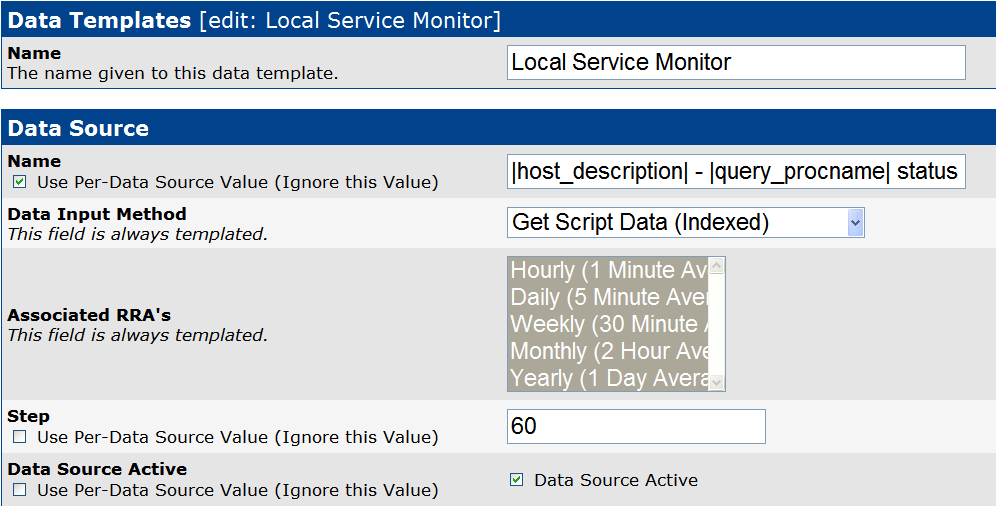 Data Templates [edit: Local Service Monitor]
Name
The name given to this data template.
Local Service Monitor
Data Source
Name
Use Per-Data Source Value (Ignore this Value)
|host_description| - |query_procname| status
Data Input Method
This field is always templated.
Get Script Data (Indexed)
Associated RRA's
This field is always templated.
Hourly (1 Minute Av
Daily (5 Minute Aver
Weekly (30 Minute A
Monthly (2 Hour Ave
Yearly (1 Day Avera
Step
Use Per-Data Source Value (Ignore this Value)
60
Data Source Active
Use Per-Data Source Value (Ignore this Value)
Data Source Active